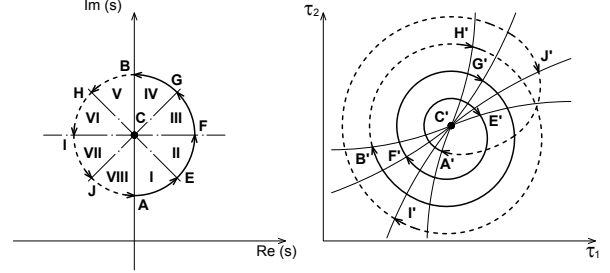 Im (s)
B
H
G
V
IV
VI
III
C
F
I
VII
II
VIII
I
J
E
A
Re (s)
τ2
H'
J'
G'
C'
E'
B'
F'
A'
I'
τ1